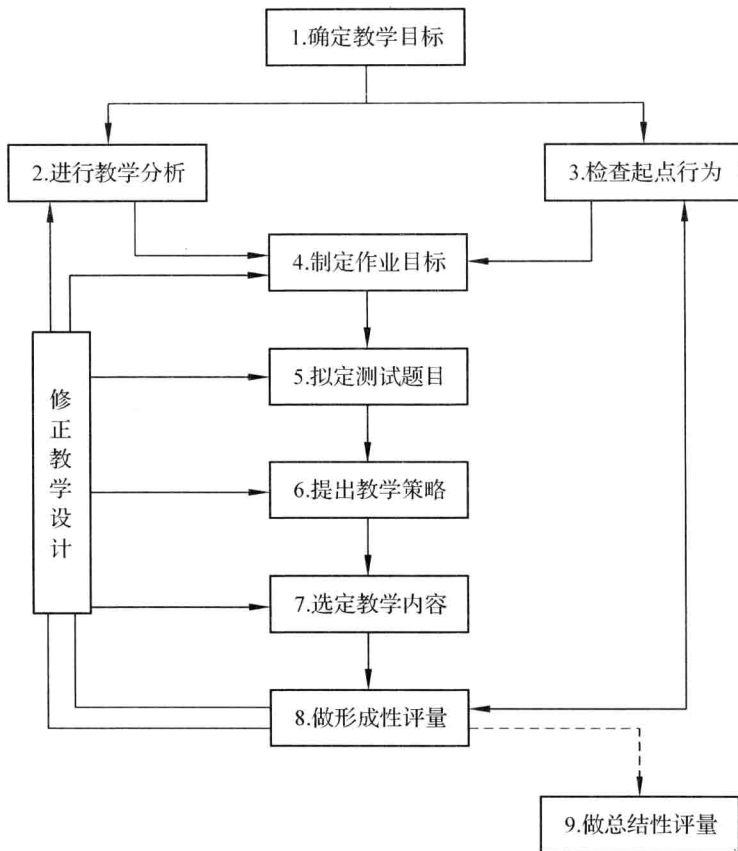 1.确定教学目标
2.进行教学分析
3.检查起点行为
4.制定作业目标
5.拟定测试题目
修正教学设计
6.提出教学策略
7.选定教学内容
8.做形成性评量
9.做总结性评量